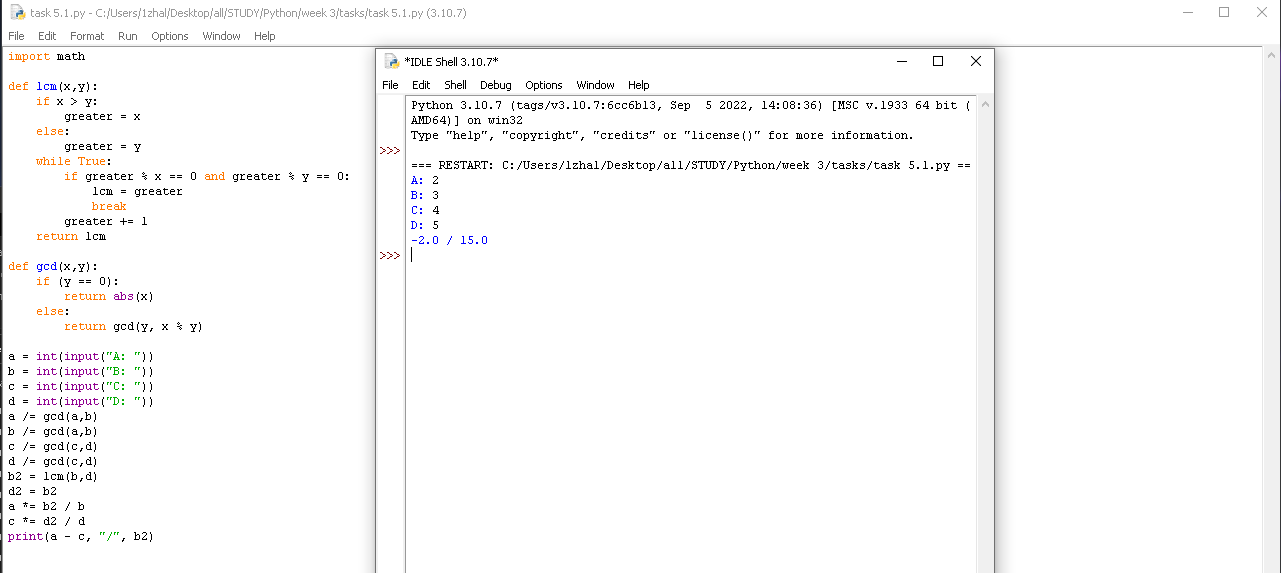 task 5.1.py - C:/Users/1zhal/Desktop/all/STUDY/Python/week 3/tasks/task 5.1.py (3.10.7)
File Edit Format Run Options Window Help
import math
def lcm(x,y):
if x > y:
greater = x
else:
greater = y
while True:
if greater % x == 0 and greater % y == 0:
lcm = greater
break
greater += 1
return lcm
def gcd(x,y):
if (y == 0):
return abs(x)
else:
return gcd(y, x % y)
a = int(input("A: "))
b = int(input("B: "))
c = int(input("C: "))
d = int(input("D: "))
a /= gcd(a,b)
b /= gcd(a,b)
c /= gcd(c,d)
d /= gcd(c,d)
b2 = lcm(b,d)
d2 = b2
a *= b2 / b
c *= d2 / d
print(a - c, "/", b2)
*IDLE Shell 3.10.7*
File Edit Shell Debug Options Window Help
Python 3.10.7 (tags/v3.10.7:6cc6b13, Sep  5 2022, 14:08:36) [MSC v.1933 64 bit (
AMD64)] on win32
Type "help", "copyright", "credits" or "license()" for more information.
>>>
=== RESTART: C:/Users/1zhal/Desktop/all/STUDY/Python/week 3/tasks/task 5.1.py ==
A: 2
B: 3
C: 4
D: 5
-2.0 / 15.0
>>>